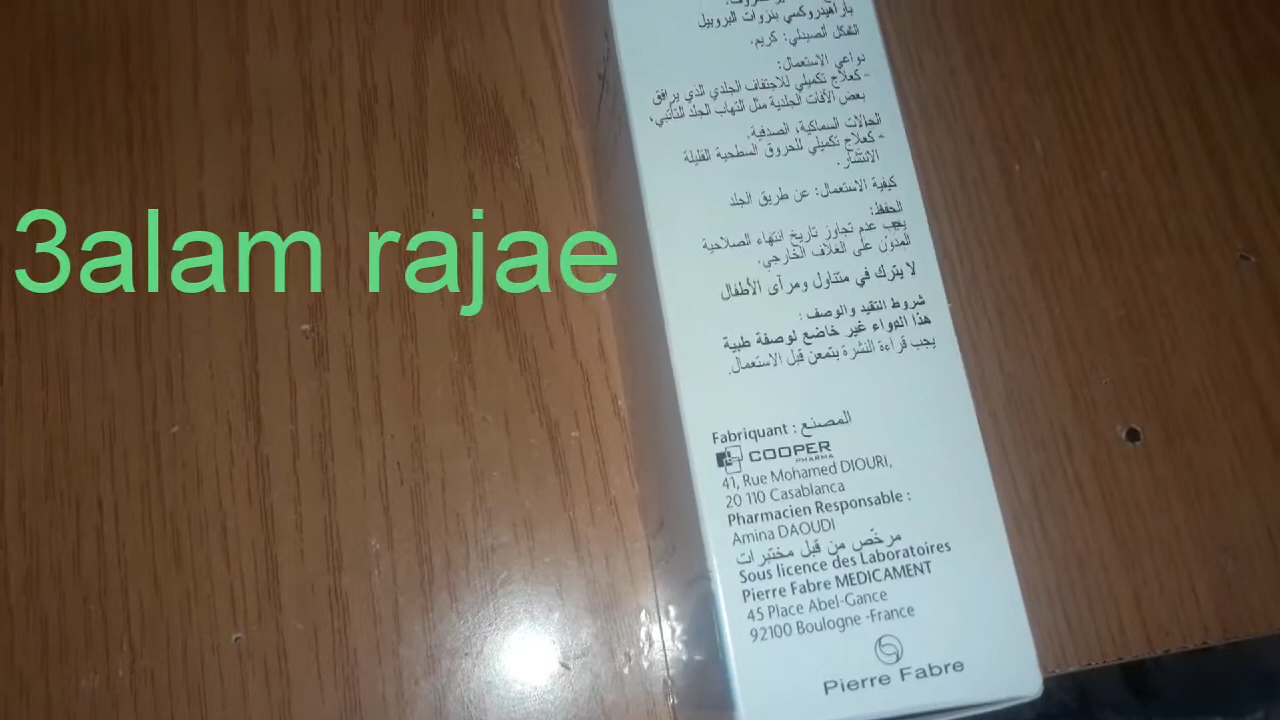 3alam rajae
باراهيدروكسي بنزوات البروبيل
الشكل الصيدلي: كريم.
دواعي الاستعمال:
- كعلاج تكميلي للاجتفاف الجلدي الذي يرافق
بعض الآفات الجلدية مثل التهاب الجلد التأتبي،
الحالات السماكية، الصدفية.
- كعلاج تكميلي للحروق السطحية القليلة
الانتشار.
كيفية الاستعمال: عن طريق الجلد
الحفظ:
يجب عدم تجاوز تاريخ انتهاء الصلاحية
المدون على الغلاف الخارجي.
لا يترك في متناول ومرآى الأطفال
شروط التقيد والوصف :
هذا الدواء غير خاضع لوصفة طبية
يجب قراءة النشرة بتمعن قبل الاستعمال.
Fabriquant : المصنع
COOPER
PHARMA
41, Rue Mohamed DIOURI,
20 110 Casablanca
Pharmacien Responsable :
Amina DAOUDI
مرخّص من قبل مختبرات
Sous licence des Laboratoires
Pierre Fabre MEDICAMENT
45 Place Abel-Gance
92100 Boulogne -France
Pierre Fabre